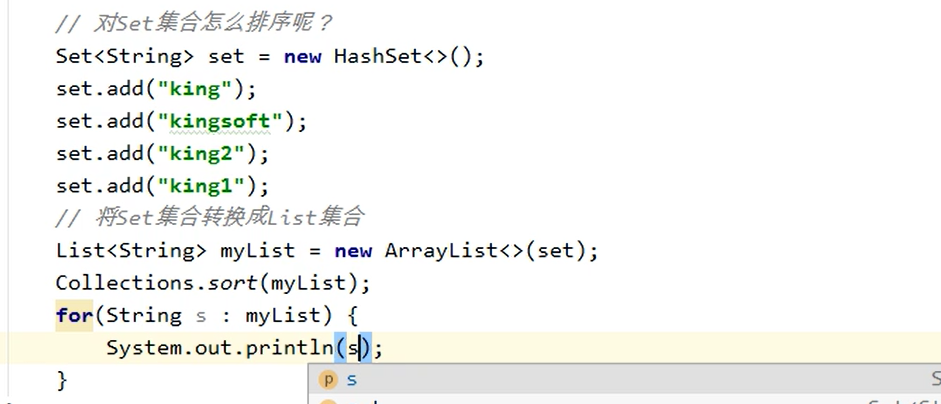 // 对Set集合怎么排序呢？
Set<String> set = new HashSet<>();
set.add("king");
set.add("kingsoft");
set.add("king2");
set.add("king1");
// 将Set集合转换成List集合
List<String> myList = new ArrayList<>(set);
Collections.sort(myList);
for(String s : myList) {
System.out.println(s);
p s
}